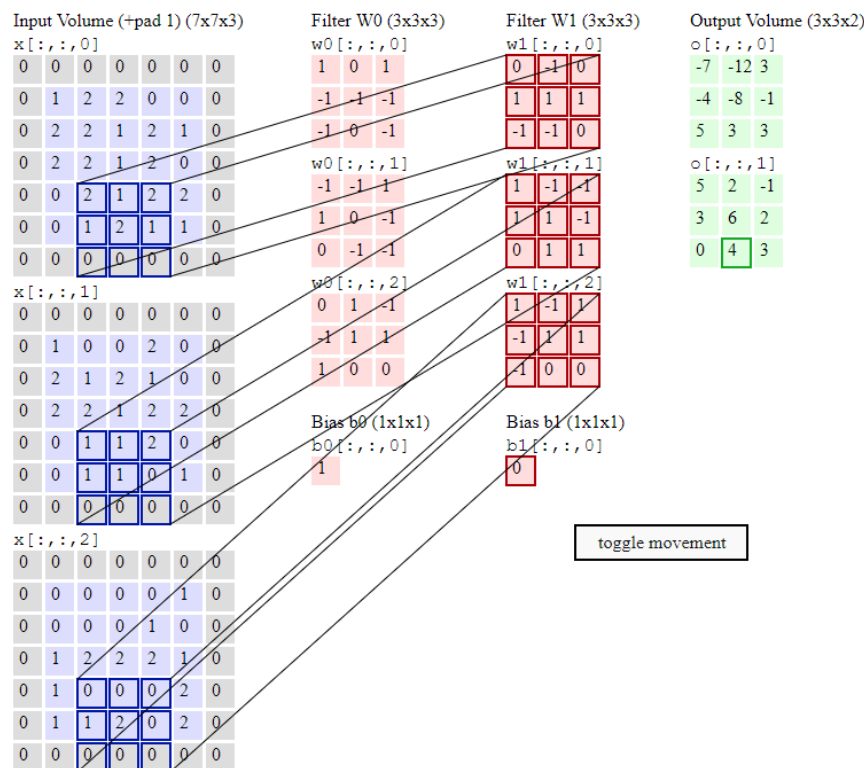 Input Volume (+pad 1) (7x7x3)
x[:,:,0]
0 0 0 0 0 0 0
0 1 2 2 0 0 0
0 2 2 1 2 1 0
0 2 2 1 2 0 0
0 0 2 1 2 2 0
0 0 1 2 1 1 0
0 0 0 0 0 0 0
x[:,:,1]
0 0 0 0 0 0 0
0 1 0 0 2 0 0
0 2 1 2 1 0 0
0 2 2 1 2 2 0
0 0 1 1 2 0 0
0 0 1 1 0 1 0
0 0 0 0 0 0 0
x[:,:,2]
0 0 0 0 0 0 0
0 0 0 0 0 1 0
0 0 0 0 1 0 0
0 1 2 2 2 1 0
0 1 0 0 0 2 0
0 1 1 2 0 2 0
0 0 0 0 0 0 0
Filter W0 (3x3x3)
w0[:,:,0]
1 0 1
-1 -1 -1
-1 0 -1
w0[:,:,1]
-1 -1 1
1 0 -1
0 -1 -1
w0[:,:,2]
0 1 -1
-1 1 1
1 0 0
Bias b0 (1x1x1)
b0[:,:,0]
1
Filter W1 (3x3x3)
w1[:,:,0]
0 -1 0
1 1 1
-1 -1 0
w1[:,:,1]
1 -1 -1
1 1 -1
0 1 1
w1[:,:,2]
1 -1 1
-1 1 1
-1 0 0
Bias b1 (1x1x1)
b1[:,:,0]
0
Output Volume (3x3x2)
o[:,:,0]
-7 -12 3
-4 -8 -1
5 3 3
o[:,:,1]
5 2 -1
3 6 2
0 4 3
toggle movement